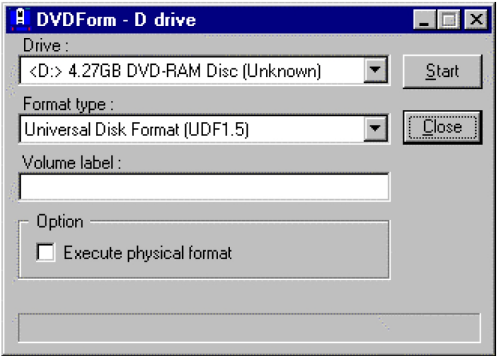 DVDForm - D drive
Drive :
<D:> 4.27GB DVD-RAM Disc (Unknown)
Start
Format type :
Universal Disk Format (UDF1.5)
Close
Volume label :
Option
Execute physical format